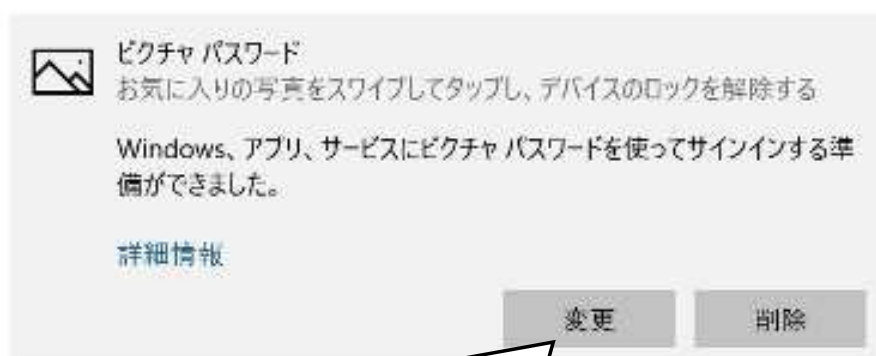 ピクチャ パスワード
お気に入りの写真をスワイプしてタップし、デバイスのロックを解除する
Windows、アプリ、サービスにピクチャ パスワードを使ってサインインする準
備ができました。
詳細情報
変更 削除